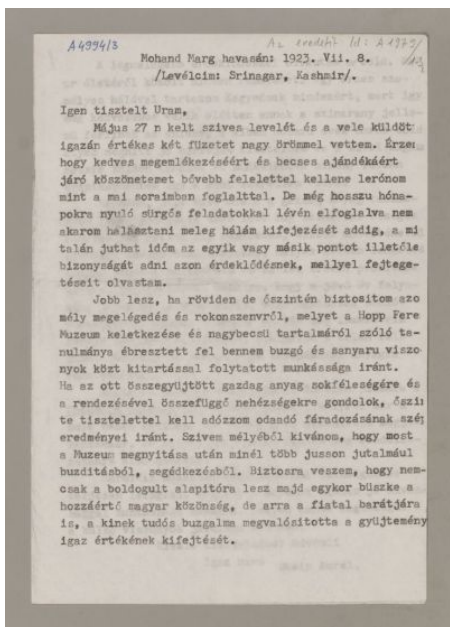 A4994/3
Az eredeti ld: A 1979/
Mohand Marg havasán: 1923. Vii. 8.
/Levélcim: Srinagar, Kashmir/.
Igen tisztelt Uram,
Május 27 n kelt szives levelét és a vele küldöt
igazán értékes két füzetet nagy örömmel vettem. Érze
hogy kedves megemlékezéséért és becses ajándékáért
járó köszönetemet bővebb felelettel kellene lerónom
mint a mai soraimban foglalttal. De még hosszu hóna-
pokra nyuló sürgős feladatokkal lévén elfoglalva nem
akarom halasztani meleg hálám kifejezését addig, a mi
talán juthat időm az egyik vagy másik pontot illetőle
bizonyságát adni azon érdeklődésnek, mellyel fejtege-
téseit olvastam.
Jobb lesz, ha röviden de őszintén biztositom azo
mély megelégedés és rokonszenvről, melyet a Hopp Fere
Muzeum keletkezése és nagybecsü tartalmáról szóló ta-
nulmánya ébresztett fel bennem buzgó és sanyaru viszo
nyok közt kitartással folytatott munkássága iránt.
Ha az ott összegyüjtött gazdag anyag sokféleségére és
a rendezésével összefüggő nehézségekre gondolok, őszi
te tisztelettel kell adózzom odaadó fáradozásának szé
eredményei iránt. Szivem mélyéből kivánom, hogy most
a Muzeum megnyitása után minél több jusson jutalmául
buzditásból, segédkezésből. Biztosra veszem, hogy nem-
csak a boldogult alapitóra lesz majd egykor büszke a
hozzáértő magyar közönség, de arra a fiatal barátjára
is, a kinek tudós buzgalma megvalósitotta a gyüjtemény
igaz értékének kifejtését.